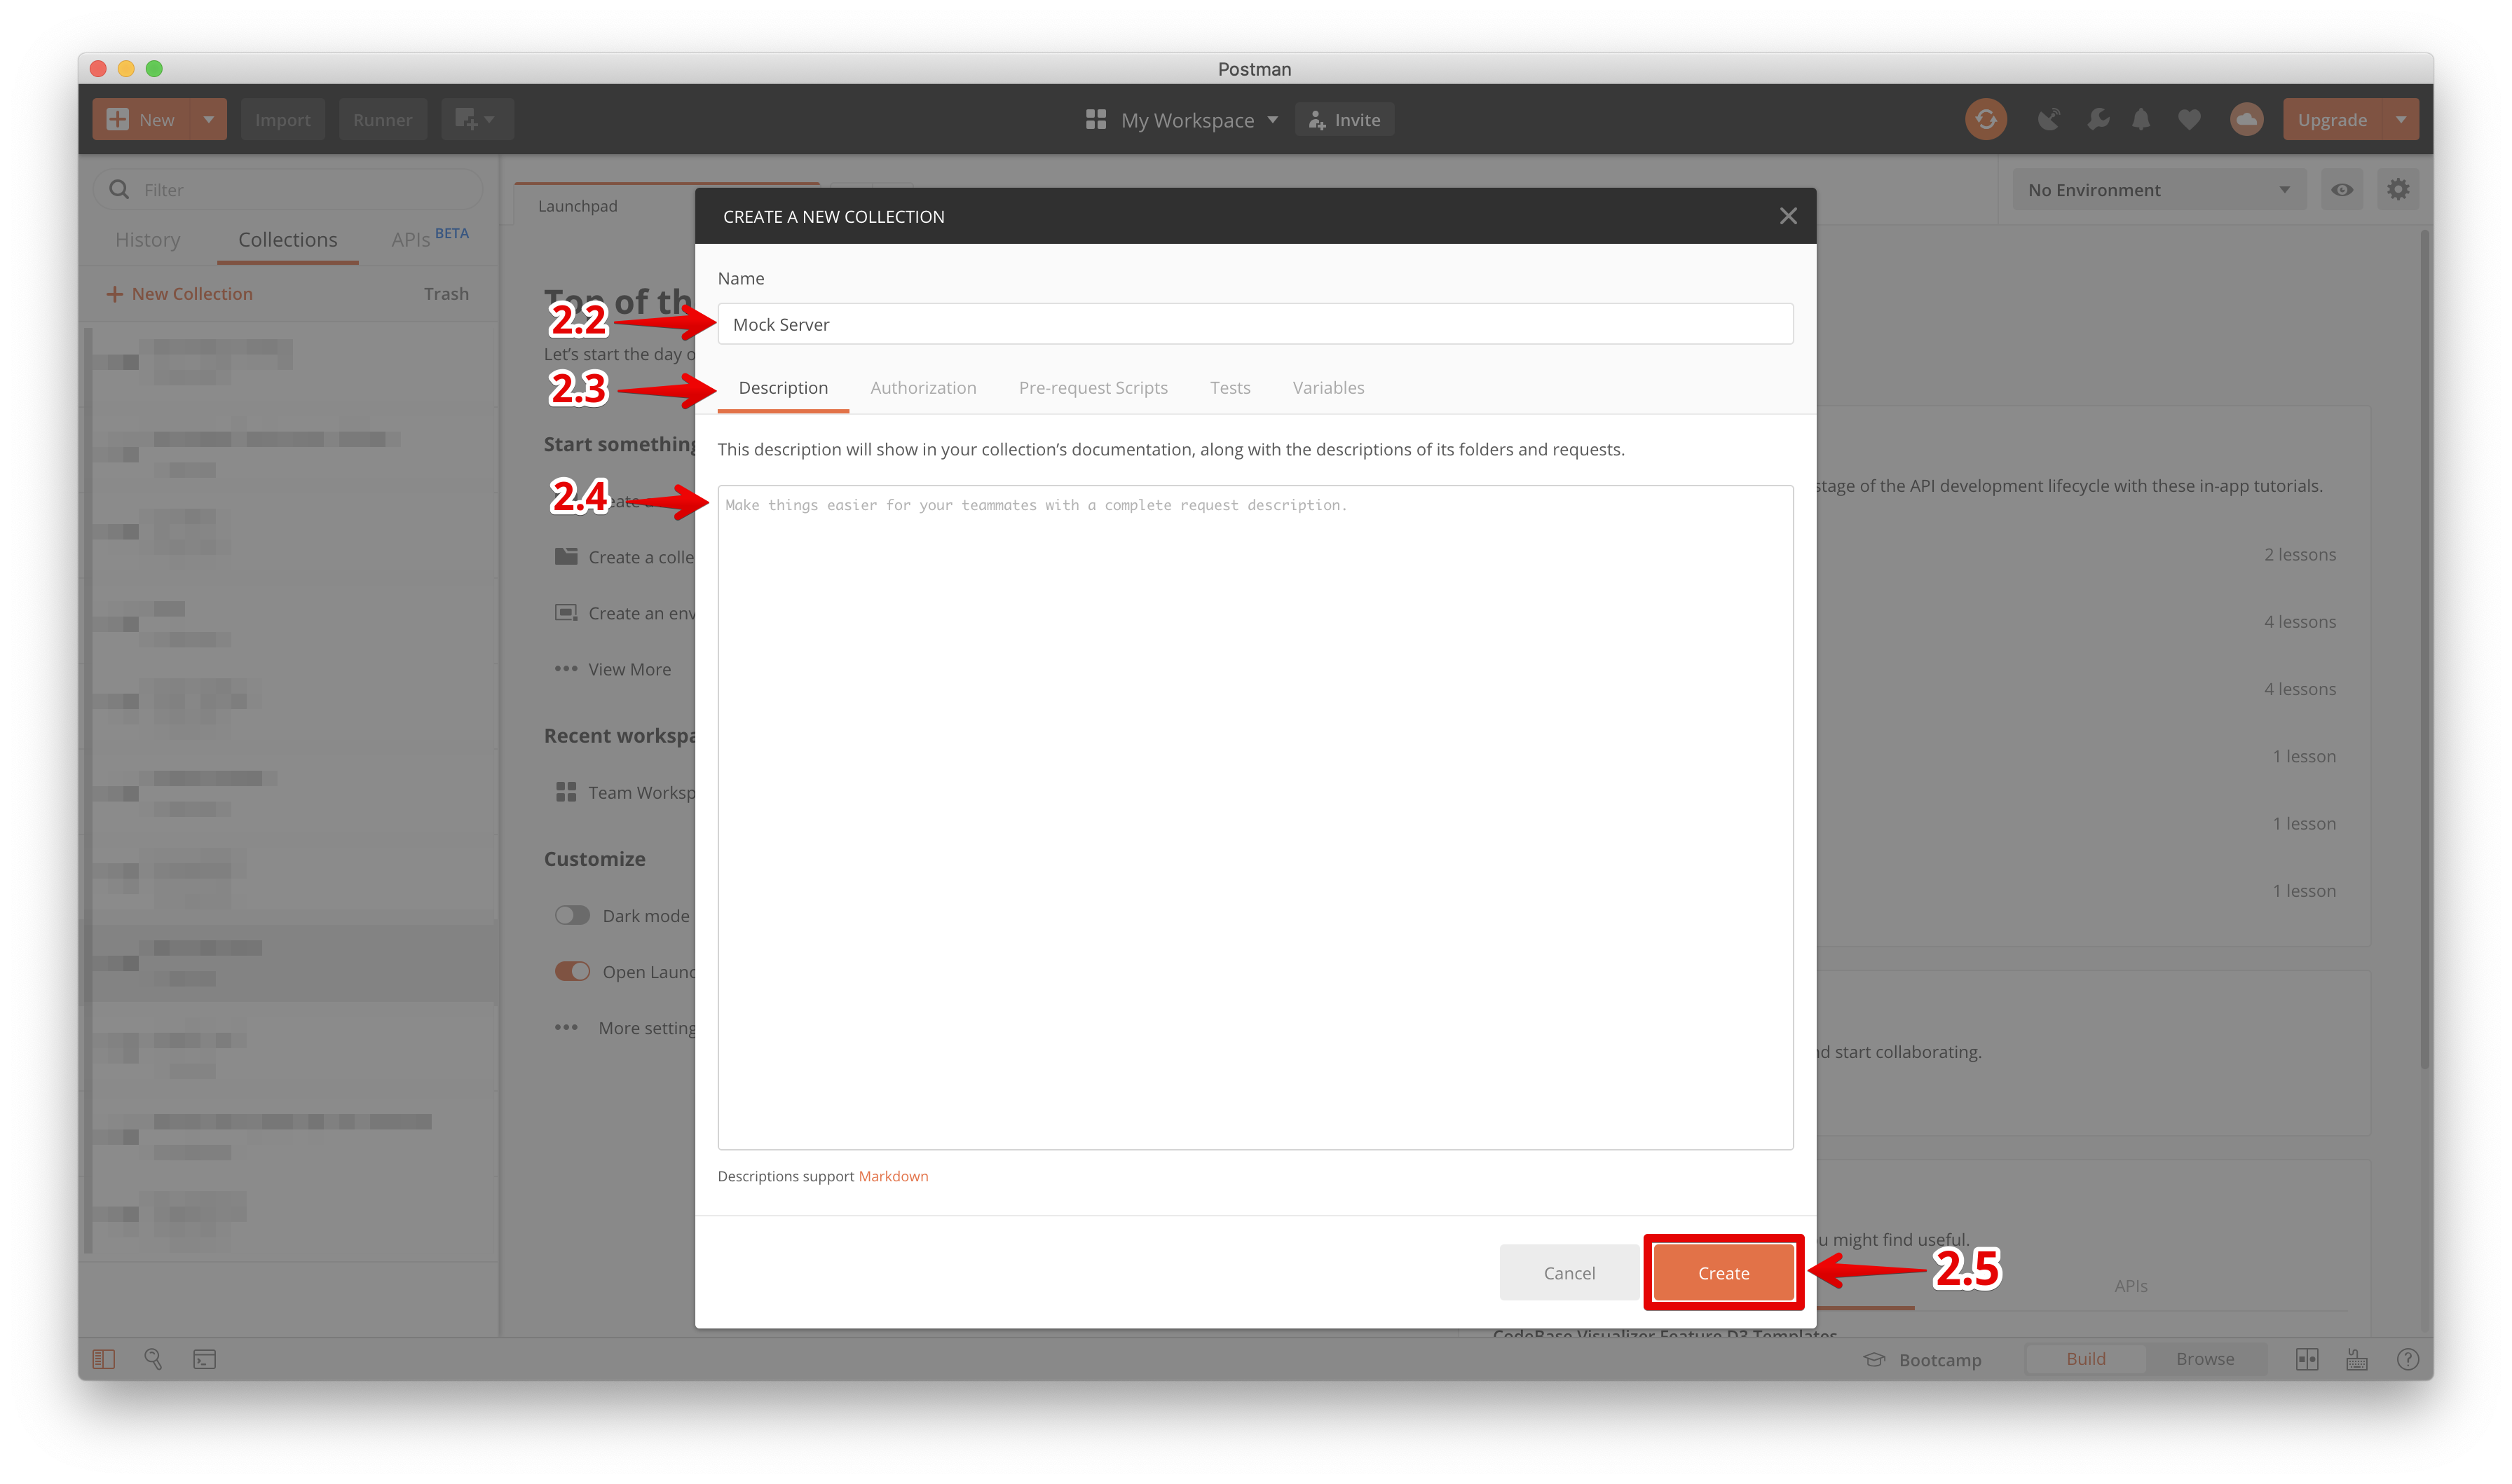 Postman
New
Import
Runner
My Workspace
Invite
Upgrade
Filter
History
Collections
APIs BETA
New Collection
Trash
Launchpad
No Environment
Top of th
Let's start the day o
Start something
Create a colle
Create an env
View More
Recent workspa
Team Worksp
Customize
Dark mode
Open Launc
More setting
CREATE A NEW COLLECTION
Name
2.2
Mock Server
2.3
Description
Authorization
Pre-request Scripts
Tests
Variables
This description will show in your collection's documentation, along with the descriptions of its folders and requests.
2.4
Make things easier for your teammates with a complete request description.
Descriptions support Markdown
Cancel
Create
2.5
stage of the API development lifecycle with these in-app tutorials.
2 lessons
4 lessons
4 lessons
1 lesson
1 lesson
1 lesson
nd start collaborating.
u might find useful.
APIs
CodeBase Visualizer Feature D3 Templates
Bootcamp
Build
Browse